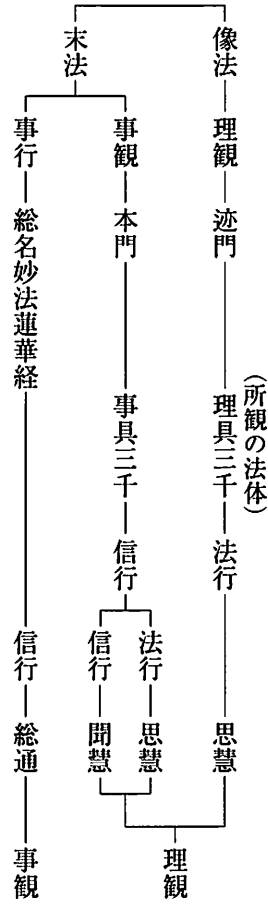 像法―理観―迹門―理具三千―法行―思慧
(所観の法体)
末法
事観―本門―事具三千―信行
法行―思慧
信行―聞慧
理観
事行―総名妙法蓮華経―信行―総通―事観